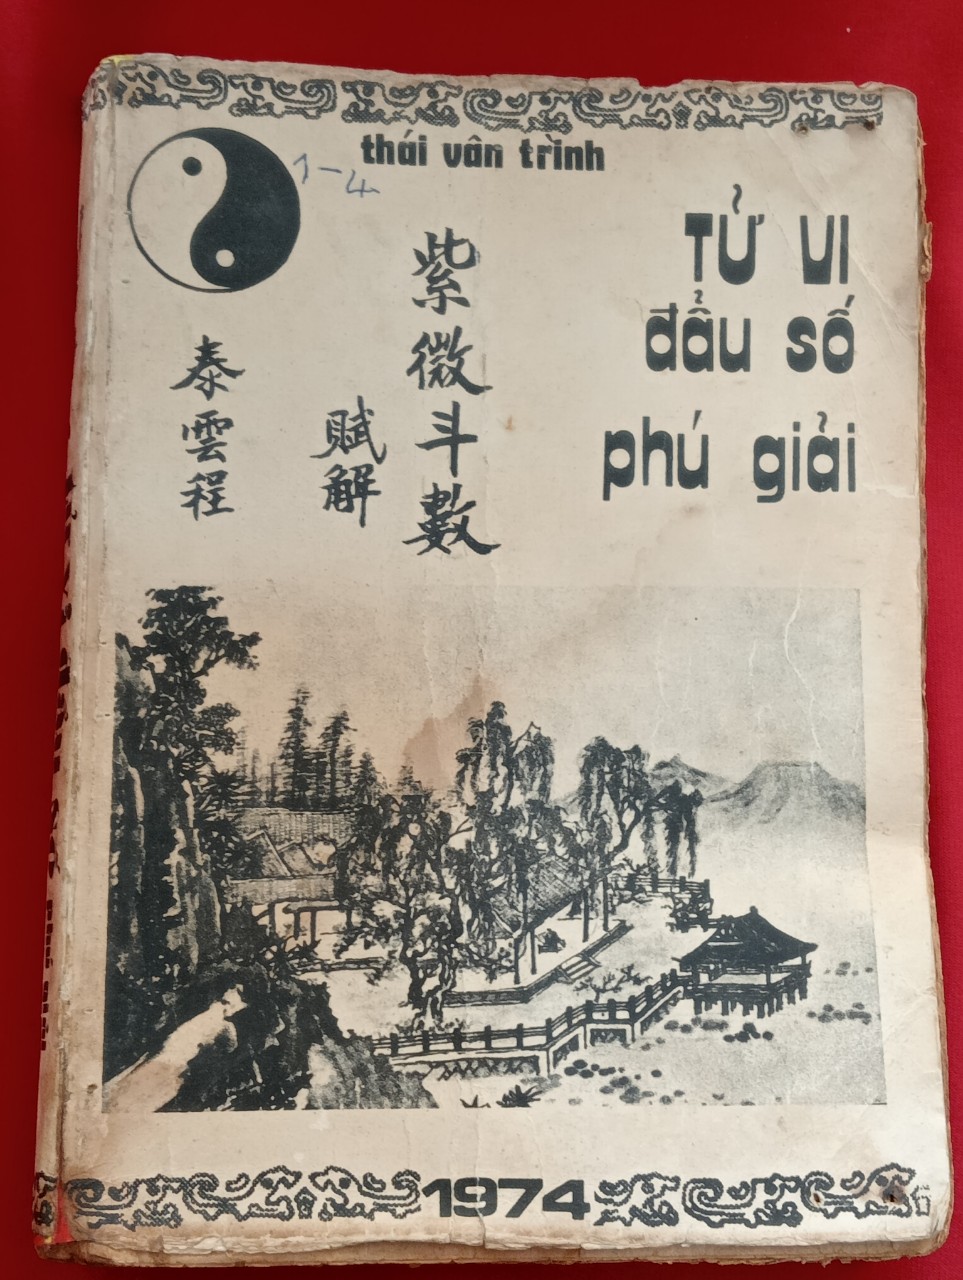 thái vân trình
1-4
TỬ VI
đẩu số
phú giải
紫微斗數
賦解
泰雲程
1974